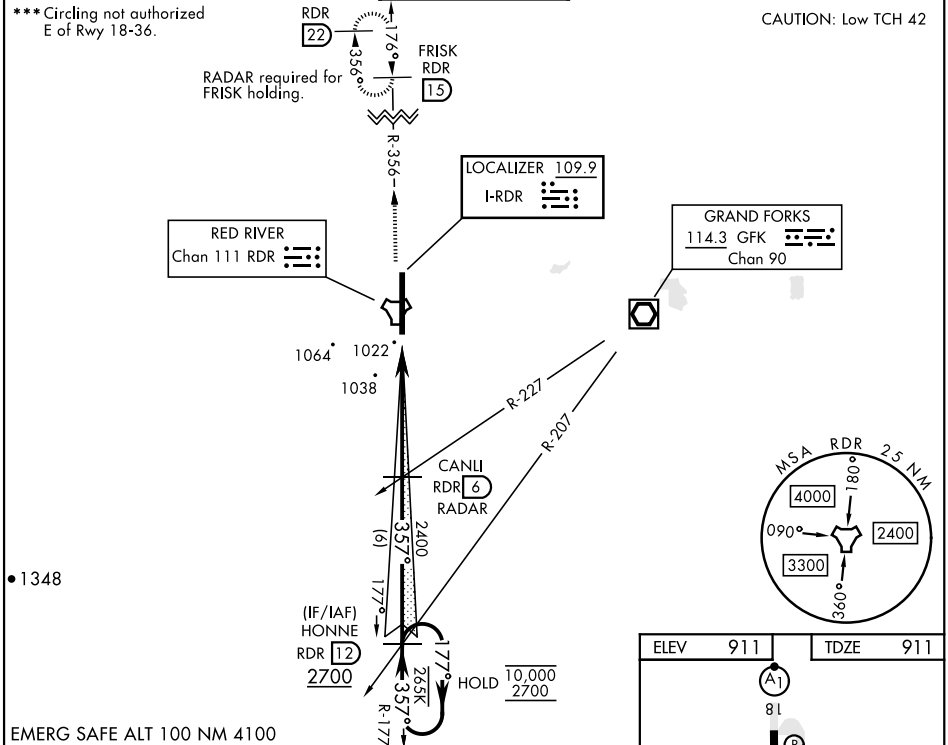 *** Circling not authorized
E of Rwy 18-36.
RDR
22
176°
356°
FRISK
RDR
15
RADAR required for
FRISK holding.
CAUTION: Low TCH 42
R-356
LOCALIZER 109.9
I-RDR
RED RIVER
Chan 111 RDR
GRAND FORKS
114.3 GFK
Chan 90
1064
1022
1038
R-227
R-207
CANLI
RDR 6
RADAR
2400
357°
(6)
177°
1348
(IF/IAF)
HONNE
RDR 12
2700
177°
265K
357°
R-177
HOLD 10,000
2700
MSA RDR 25 NM
180°
4000
090°
2400
3300
360°
ELEV 911
TDZE 911
A1
18
EMERG SAFE ALT 100 NM 4100